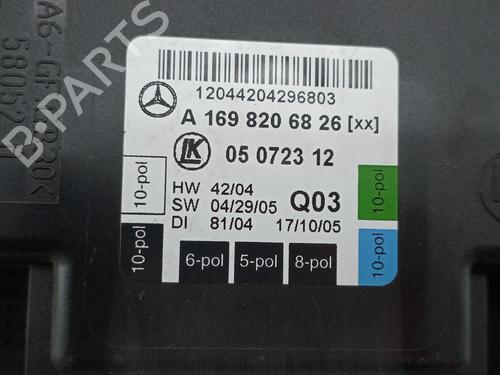 12044204296803
A 169 820 68 26 [xx]
LK
05 0723 12
HW 42/04
SW 04/29/05
DI 81/04 17/10/05
Q03
10-pol
10-pol
10-pol
10-pol
6-pol
5-pol
8-pol
B-Parts